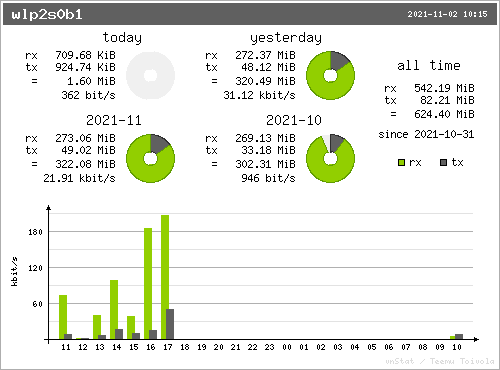 wlp2s0b1 2021-11-02 10:15
today
rx 709.68 KiB
tx 924.74 KiB
= 1.60 MiB
362 bit/s
yesterday
rx 272.37 MiB
tx 48.12 MiB
= 320.49 MiB
31.12 kbit/s
all time
rx 542.19 MiB
tx 82.21 MiB
= 624.40 MiB
since 2021-10-31
2021-11
rx 273.06 MiB
tx 49.02 MiB
= 322.08 MiB
21.91 kbit/s
2021-10
rx 269.13 MiB
tx 33.18 MiB
= 302.31 MiB
946 bit/s
rx tx
kbit/s
180
120
60
11 12 13 14 15 16 17 18 19 20 21 22 23 00 01 02 03 04 05 06 07 08 09 10
vnStat / Teemu Toivola